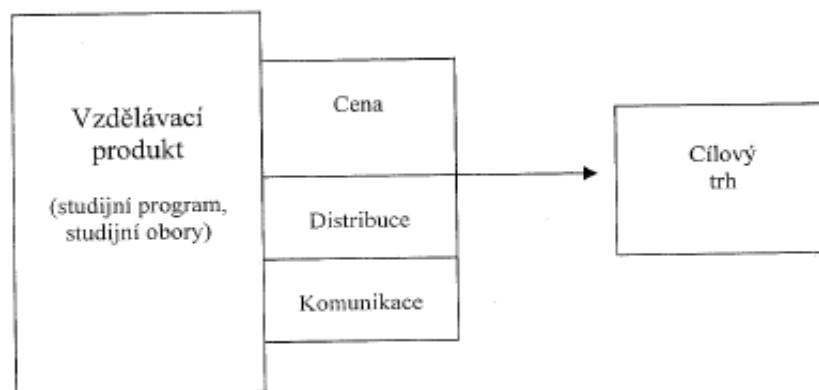 Vzdělávací
produkt
(studijní program,
studijní obory)
Cena
Distribuce
Komunikace
Cílový
trh